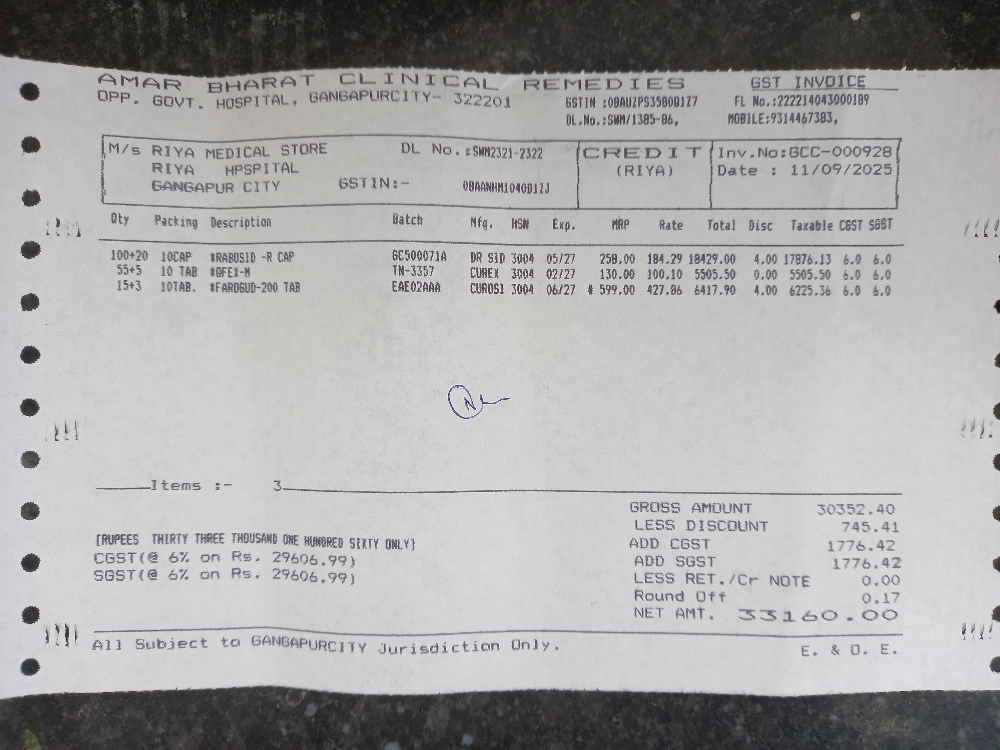 AMAR BHARAT CLINICAL REMEDIES
GST INVOICE
OPP. GOVT. HOSPITAL, GANGAPURCITY- 322201
GSTIN :08AUZPS3580B1Z7
FL No.:222214043000189
DL.No.:SWM/1385-86,
MOBILE:9314467383,
M/s RIYA MEDICAL STORE
RIYA HPSPITAL
GANGAPUR CITY
DL No.:SWM2321-2322
GSTIN:- 08AANHM1040D1ZJ
CREDIT
(RIYA)
Inv.No:GCC-000928
Date : 11/09/2025
Qty Packing Description Batch Mfg. HSN Exp. MRP Rate Total Disc Taxable CGST SGST
100+20 10CAP *RABOSID -R CAP GC500071A DR SID 3004 05/27 258.00 184.29 18429.00 4.00 17876.13 6.0 6.0
55+5 10 TAB TN-3357 CUREX 3004 02/27 130.00 100.10 5505.50 0.00 5505.50 6.0 6.0
15+3 10TAB. *FAROBUD-200 TAB EAE02AAA CUROSI 3004 06/27 * 599.00 427.86 6417.90 4.00 6225.36 6.0 6.0
Items :- 3
GROSS AMOUNT 30352.40
LESS DISCOUNT 745.41
ADD CGST 1776.42
ADD SGST 1776.42
LESS RET./Cr NOTE 0.00
Round Off 0.17
NET AMT. 33160.00
[RUPEES THIRTY THREE THOUSAND ONE HUNDRED SIXTY ONLY]
CGST(@ 6% on Rs. 29606.99)
SGST(@ 6% on Rs. 29606.99)
All Subject to GANGAPURCITY Jurisdiction Only.
E. & O. E.